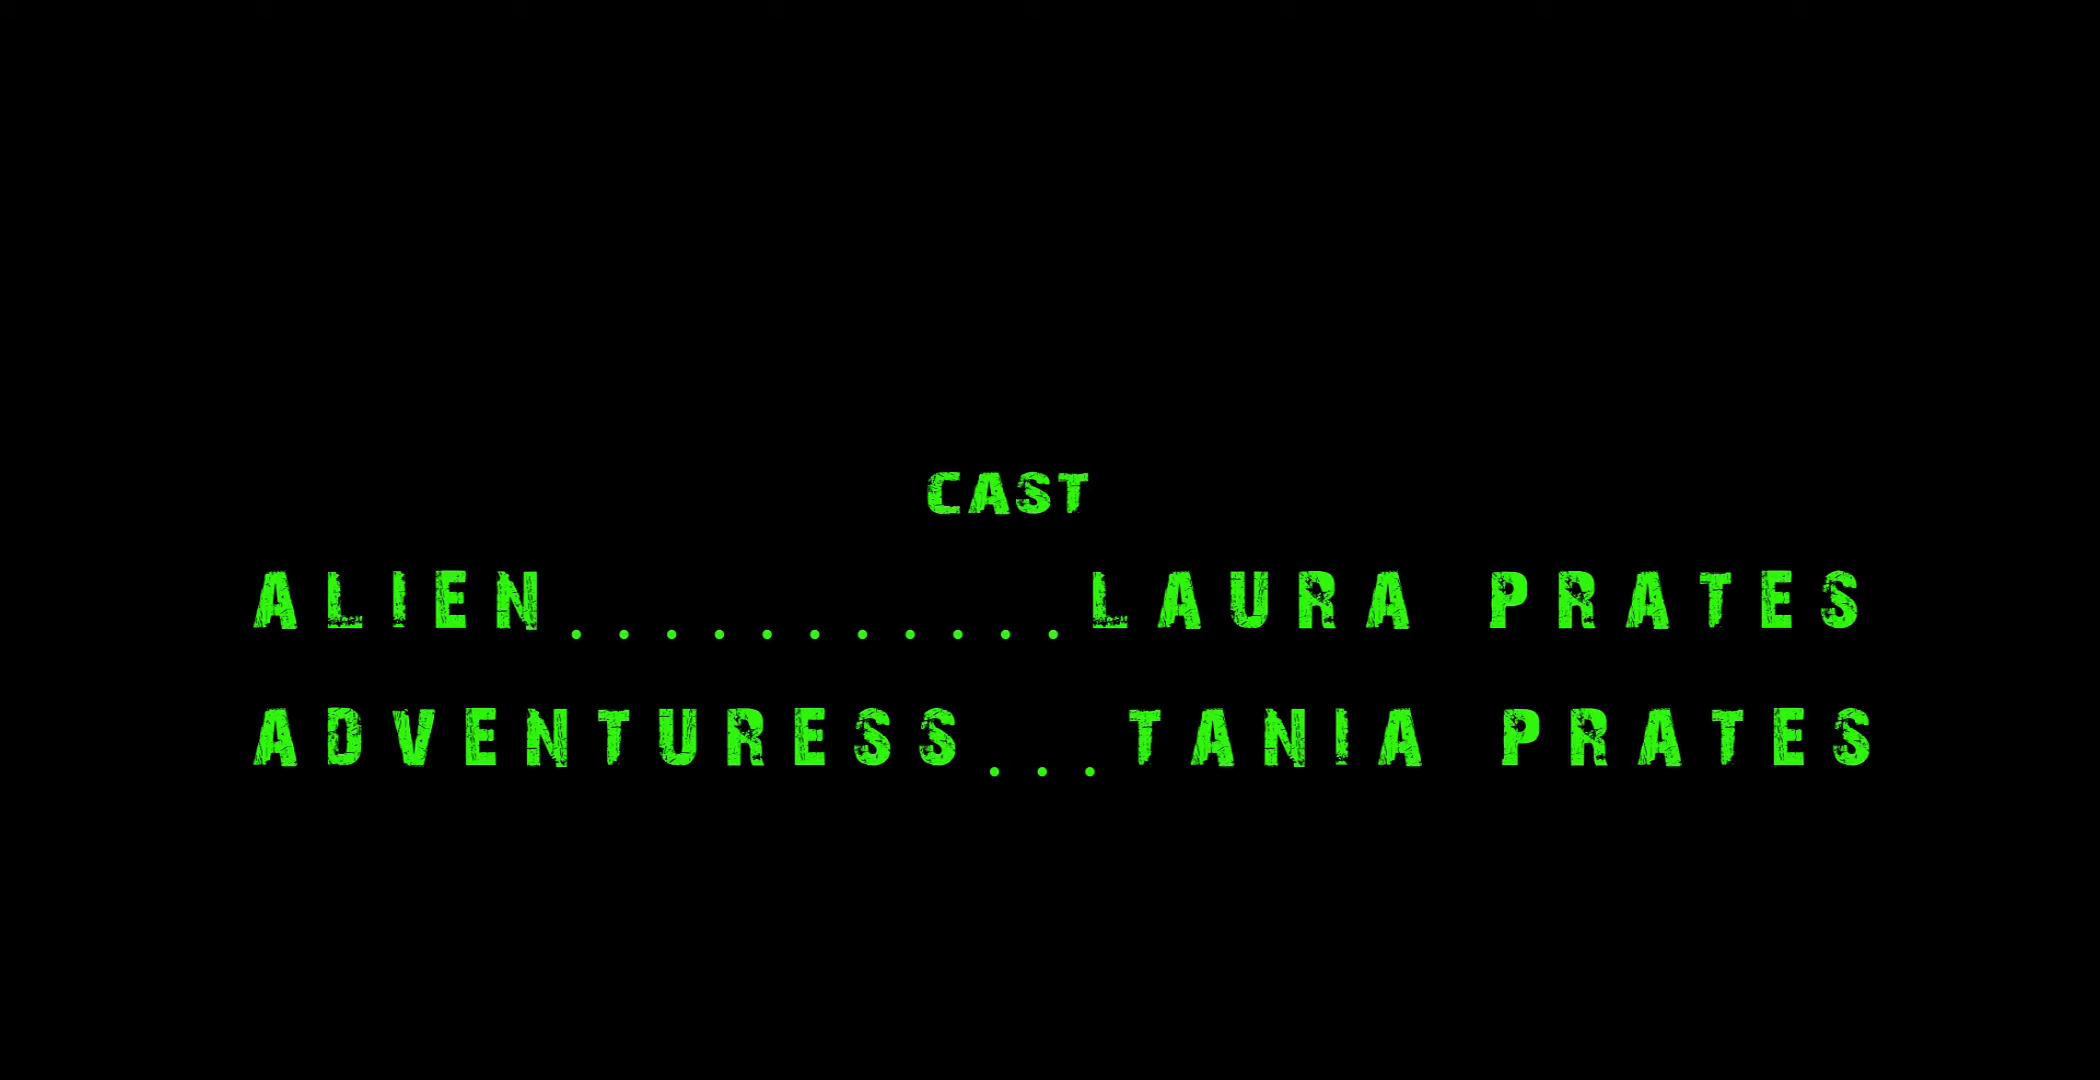 CAST
ALIEN...........LAURA PRATES
ADVENTURESS...TANIA PRATES